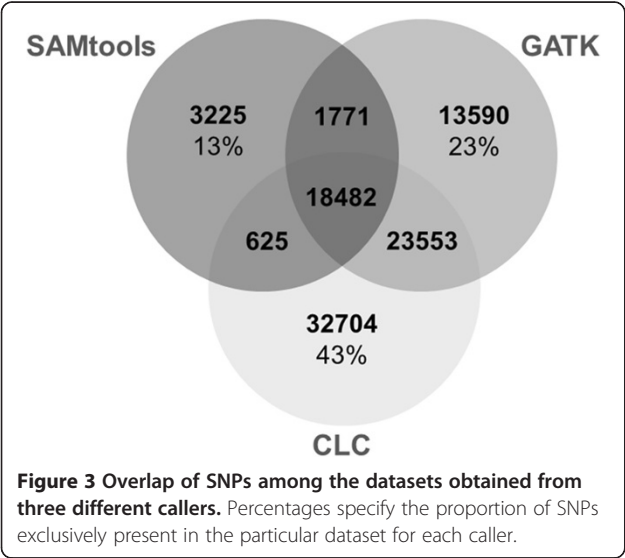 SAMtools
GATK
3225
13%
1771
13590
23%
18482
625
23553
32704
43%
CLC
Figure 3 Overlap of SNPs among the datasets obtained from
three different callers. Percentages specify the proportion of SNPs
exclusively present in the particular dataset for each caller.